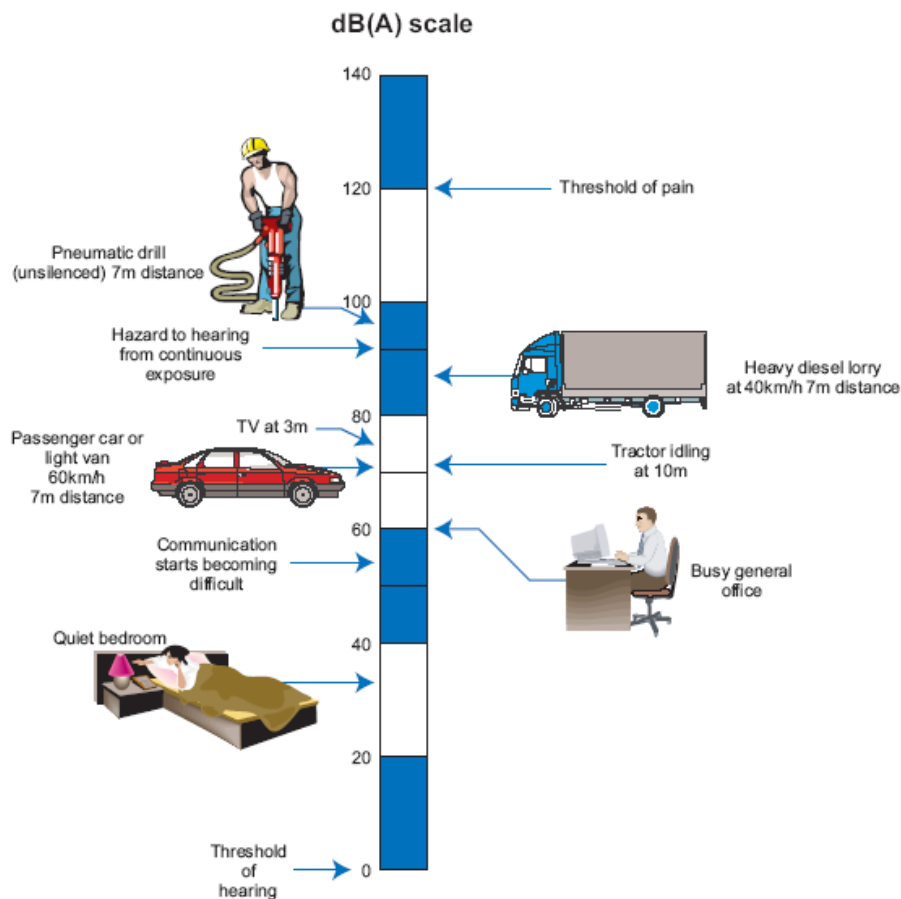 dB(A) scale
140
120
Threshold of pain
Pneumatic drill
(unsilenced) 7m distance
100
Hazard to hearing
from continuous
exposure
Heavy diesel lorry
at 40km/h 7m distance
80
TV at 3m
Passenger car or
light van
60km/h
7m distance
Tractor idling
at 10m
60
Communication
starts becoming
difficult
Busy general
office
40
Quiet bedroom
20
Threshold
of
hearing
0